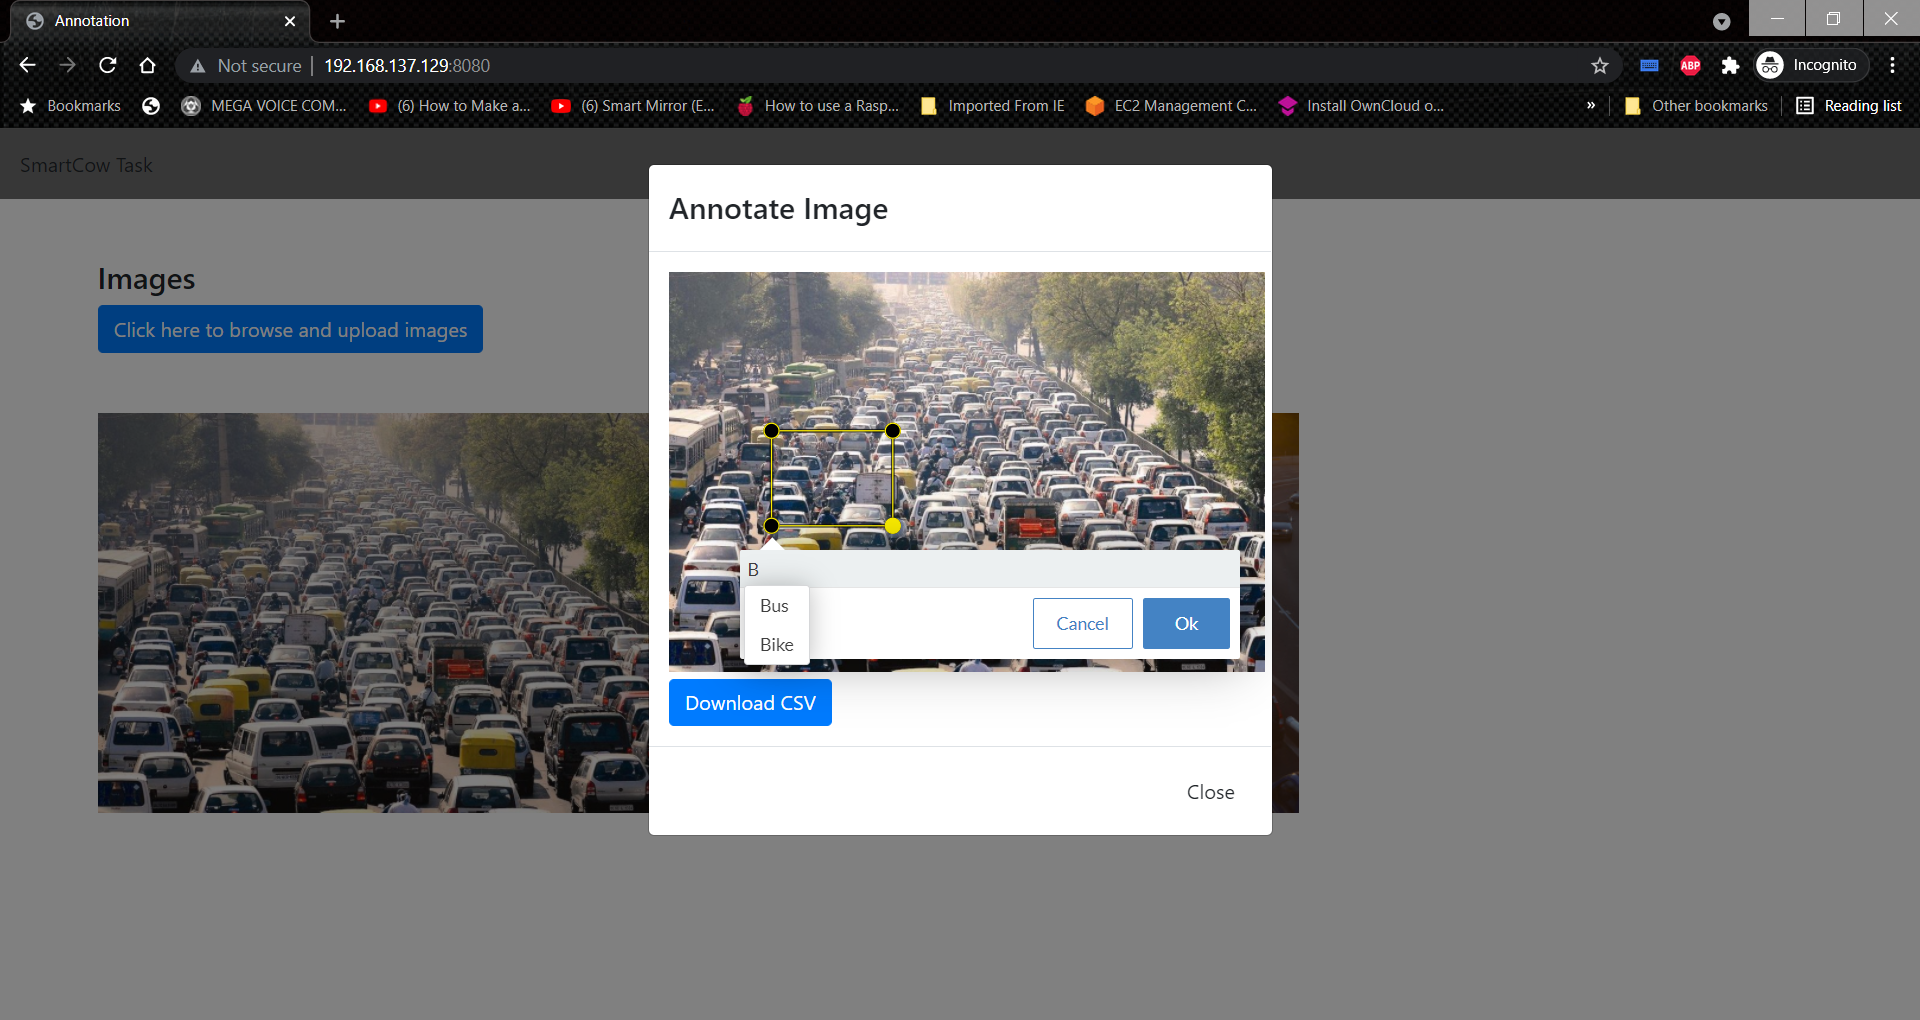 Annotation
Not secure
192.168.137.129:8080
ABP
Incognito
Bookmarks
MEGA VOICE COM...
(6) How to Make a...
(6) Smart Mirror (E...
How to use a Rasp...
Imported From IE
EC2 Management C...
Install OwnCloud o...
»
Other bookmarks
Reading list
SmartCow Task
Images
Click here to browse and upload images
Annotate Image
B
Bus
Bike
Cancel
Ok
Download CSV
Close